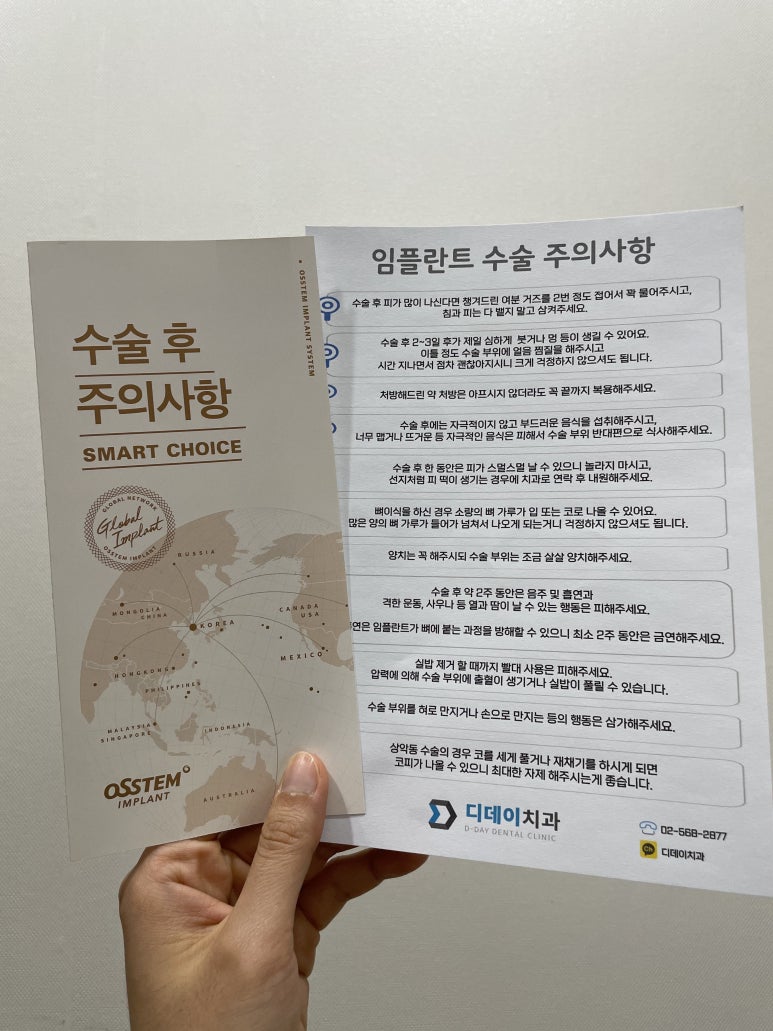 수술 후
주의사항
SMART CHOICE
OSSTEM IMPLANT SYSTEM
GLOBAL NETWORK
Global
Implant
OSSTEM IMPLANT
RUSSIA
MONGOLIA
CHINA
KOREA
CANADA
USA
MEXICO
HONGKONG
PHILIPPINES
MALAYSIA
SINGAPORE
INDONESIA
AUSTRALIA
OSSTEM
IMPLANT
임플란트 수술 주의사항
수술 후 피가 많이 나신다면 챙겨드린 여분 거즈를 2번 정도 접어서 꽉 물어주시고,
침과 피는 다 뱉지 말고 삼켜주세요.
수술 후 2~3일 후가 제일 심하게 붓거나 멍 등이 생길 수 있어요.
이틀 정도 수술 부위에 얼음 찜질을 해주시고
시간 지나면서 점차 괜찮아지시니 크게 걱정하지 않으셔도 됩니다.
처방해드린 약 처방은 아프시지 않더라도 꼭 끝까지 복용해주세요.
수술 후에는 자극적이지 않고 부드러운 음식을 섭취해주시고,
너무 맵거나 뜨거운 등 자극적인 음식은 피해서 수술 부위 반대편으로 식사해주세요.
수술 후 한 동안은 피가 스멀스멀 날 수 있으니 놀라지 마시고,
선지처럼 피 떡이 생기는 경우에 치과로 연락 후 내원해주세요.
뼈이식을 하신 경우 소량의 뼈 가루가 입 또는 코로 나올 수 있어요.
많은 양의 뼈 가루가 들어가 넘쳐서 나오게 되는거니 걱정하지 않으셔도 됩니다.
양치는 꼭 해주시되 수술 부위는 조금 살살 양치해주세요.
수술 후 약 2주 동안은 음주 및 흡연과
격한 운동, 사우나 등 열과 땀이 날 수 있는 행동은 피해주세요.
연은 임플란트가 뼈에 붙는 과정을 방해할 수 있으니 최소 2주 동안은 금연해주세요.
실밥 제거 할 때까지 빨대 사용은 피해주세요.
압력에 의해 수술 부위에 출혈이 생기거나 실밥이 풀릴 수 있습니다.
수술 부위를 혀로 만지거나 손으로 만지는 등의 행동은 삼가해주세요.
상악동 수술의 경우 코를 세게 풀거나 재채기를 하시게 되면
코피가 나올 수 있으니 최대한 자제 해주시는게 좋습니다.
디데이치과
D-DAY DENTAL CLINIC
02-568-2877
Ch
디데이치과